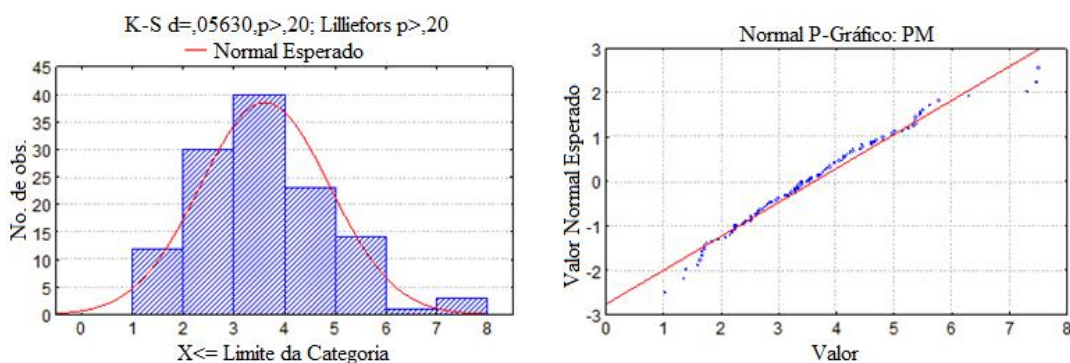 K-S d=,05630,p>,20; Lilliefors p>,20
Normal Esperado
45
40
35
30
25
20
15
10
5
0
No. de obs.
0 1 2 3 4 5 6 7 8
X<= Limite da Categoria
Normal P-Gráfico: PM
3
2
1
0
-1
-2
-3
Valor Normal Esperado
0 1 2 3 4 5 6 7 8
Valor